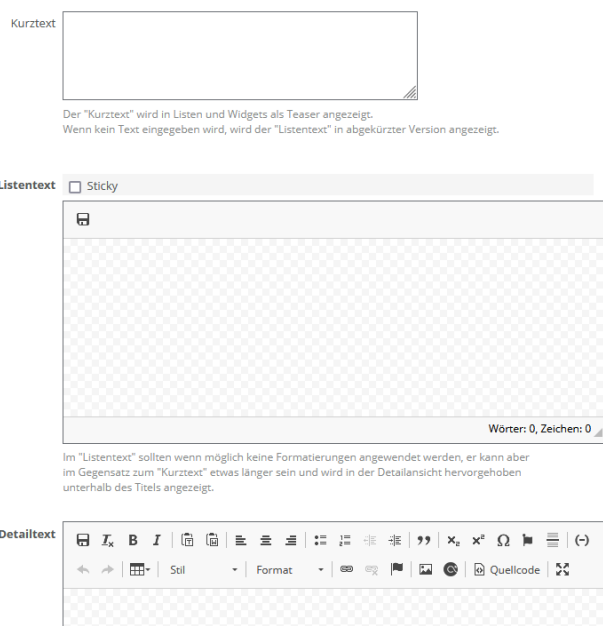 Kurztext
Der "Kurztext" wird in Listen und Widgets als Teaser angezeigt.
Wenn kein Text eingegeben wird, wird der "Listentext" in abgekürzter Version angezeigt.
Listentext
Sticky
Wörter: 0, Zeichen: 0
Im "Listentext" sollten wenn möglich keine Formatierungen angewendet werden, er kann aber
im Gegensatz zum "Kurztext" etwas länger sein und wird in der Detailansicht hervorgehoben
unterhalb des Titels angezeigt.
Detailtext
Stil Format Quellcode